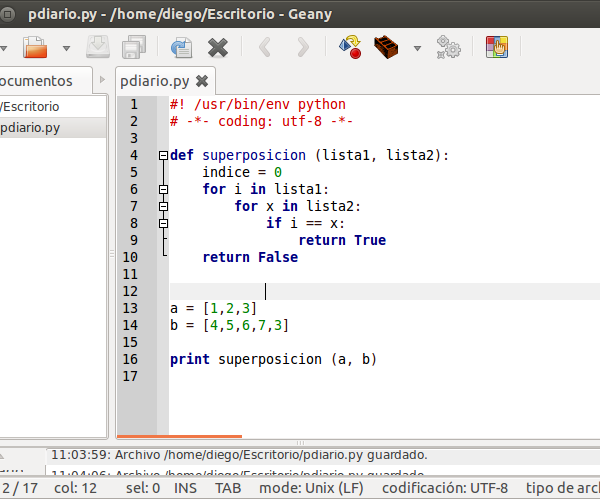 pdiario.py - /home/diego/Escritorio - Geany
ocumentos
pdiario.py
/Escritorio
pdiario.py
1 #! /usr/bin/env python
2 # -*- coding: utf-8 -*-
3
4 def superposicion (lista1, lista2):
5 indice = 0
6 for i in lista1:
7 for x in lista2:
8 if i == x:
9 return True
10 return False
11
12
13 a = [1,2,3]
14 b = [4,5,6,7,3]
15
16 print superposicion (a, b)
17
11:03:59: Archivo /home/diego/Escritorio/pdiario.py guardado.
11:04:06: Archivo /home/diego/Escritorio/pdiario.py guardado.
2 / 17 col: 12 sel: 0 INS TAB mode: Unix (LF) codificación: UTF-8 tipo de arc